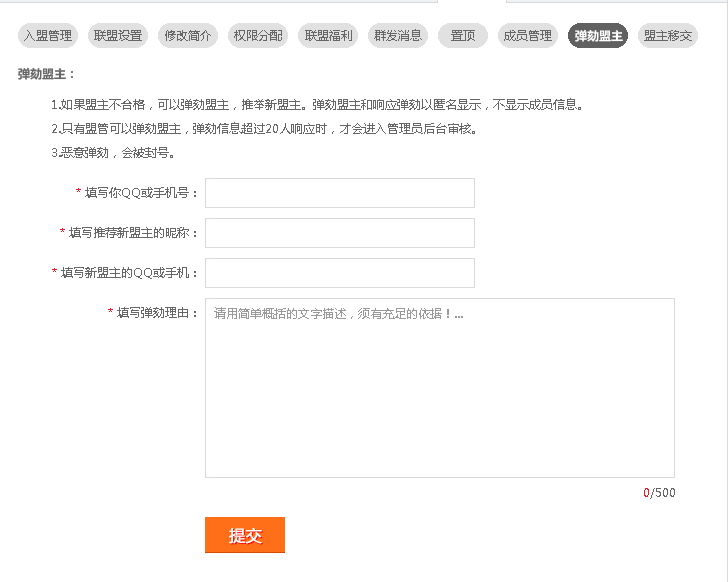 入盟管理 联盟设置 修改简介 权限分配 联盟福利 群发消息 置顶 成员管理 弹劾盟主 盟主移交
弹劾盟主：
1.如果盟主不合格，可以弹劾盟主，推举新盟主。弹劾盟主和响应弹劾以匿名显示，不显示成员信息。
2.只有盟管可以弹劾盟主，弹劾信息超过20人响应时，才会进入管理员后台审核。
3.恶意弹劾，会被封号。
* 填写你QQ或手机号：
* 填写推荐新盟主的昵称：
* 填写新盟主的QQ或手机：
* 填写弹劾理由：
请用简单概括的文字描述，须有充足的依据！...
0/500
提交